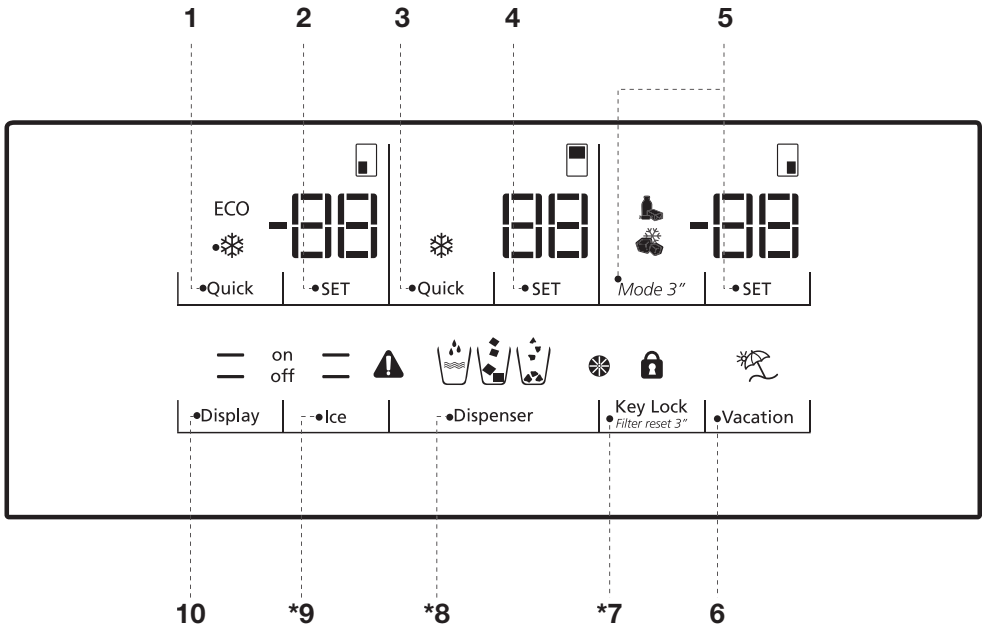 1 2 3 4 5
ECO
-88 88 -88
Quick SET Quick SET Mode 3" SET
on
off
Display Ice Dispenser Key Lock Vacation
Filter reset 3"
10 *9 *8 *7 6